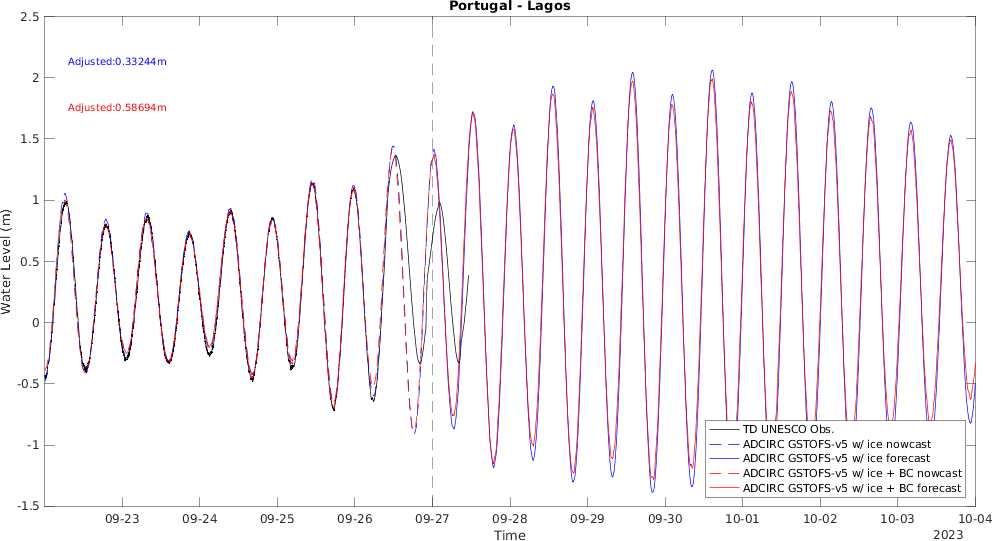 Portugal - Lagos
2.5
2
1.5
1
0.5
0
-0.5
-1
-1.5
Water Level (m)
Adjusted:0.33244m
Adjusted:0.58694m
TD UNESCO Obs.
ADCIRC GSTOFS-v5 w/ ice nowcast
ADCIRC GSTOFS-v5 w/ ice forecast
ADCIRC GSTOFS-v5 w/ ice + BC nowcast
ADCIRC GSTOFS-v5 w/ ice + BC forecast
09-23 09-24 09-25 09-26 09-27 09-28 09-29 09-30 10-01 10-02 10-03 10-04
Time
2023